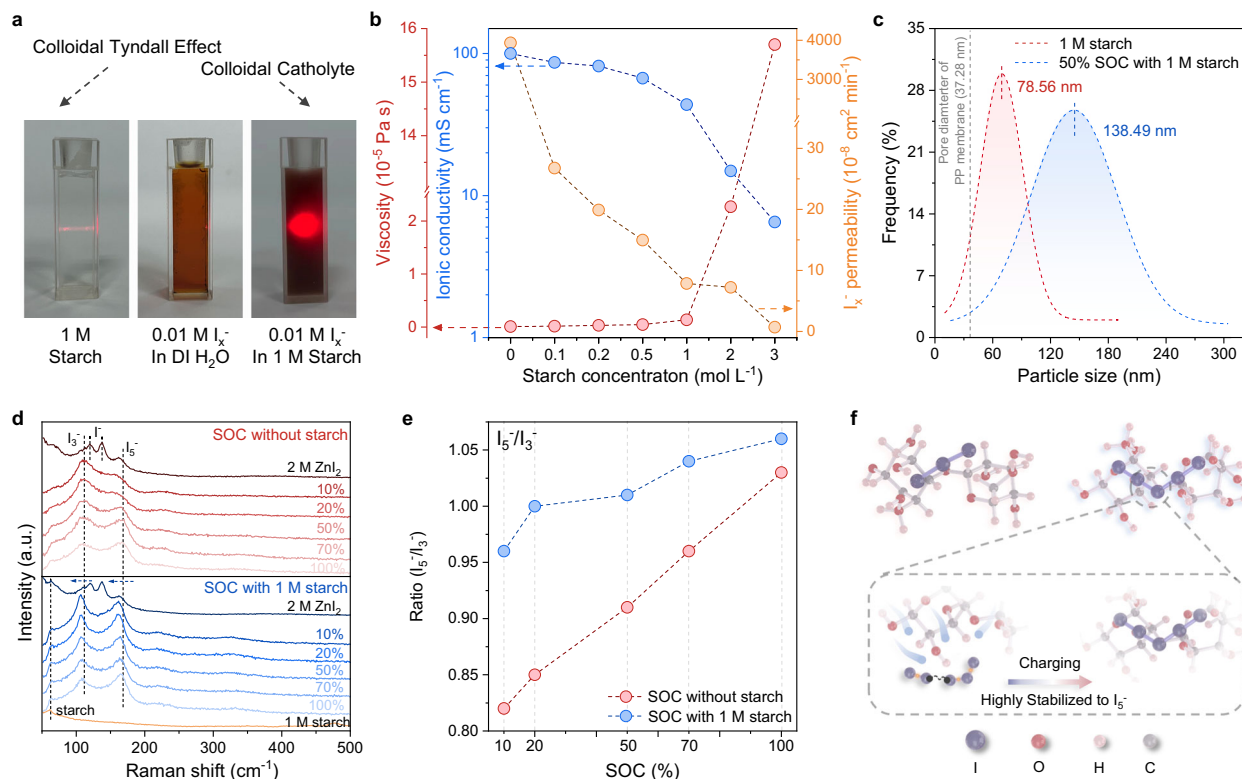 a
Colloidal Tyndall Effect
Colloidal Catholyte
1 M
Starch
0.01 M Iₓ⁻
In DI H₂O
0.01 M Iₓ⁻
In 1 M Starch
b
Viscosity (10⁻⁵ Pa s)
16
15
14
2
1
0
Ionic conductivity (mS cm⁻¹)
100
10
1
Iₓ⁻ permeability (10⁻⁸ cm² min⁻¹)
4000
3000
30
20
10
0
0 0.1 0.2 0.5 1 2 3
Starch concentraton (mol L⁻¹)
c
Pore diamterter of
PP membrane (37.28 nm)
1 M starch
50% SOC with 1 M starch
78.56 nm
138.49 nm
Frequency (%)
35
28
21
14
7
0 60 120 180 240 300
Particle size (nm)
d
I₃⁻ I⁻ I₅⁻
SOC without starch
2 M ZnI₂
10%
20%
50%
70%
100%
SOC with 1 M starch
2 M ZnI₂
10%
20%
50%
70%
100%
starch
1 M starch
Intensity (a.u.)
100 200 300 400 500
Raman shift (cm⁻¹)
e
I₅⁻/I₃⁻
Ratio (I₅⁻/I₃⁻)
1.05
1.00
0.95
0.90
0.85
0.80
SOC without starch
SOC with 1 M starch
10 20 50 70 100
SOC (%)
f
Charging
Highly Stabilized to I₅⁻
I O H C